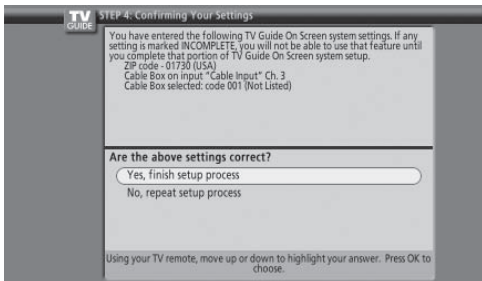 TV
GUIDE
STEP 4: Confirming Your Settings
You have entered the following TV Guide On Screen system settings. If any
setting is marked INCOMPLETE, you will not be able to use that feature until
you complete that portion of TV Guide On Screen system setup.
ZIP code - 01730 (USA)
Cable Box on input "Cable Input" Ch. 3
Cable Box selected: code 001 (Not Listed)
Are the above settings correct?
Yes, finish setup process
No, repeat setup process
Using your TV remote, move up or down to highlight your answer. Press OK to
choose.